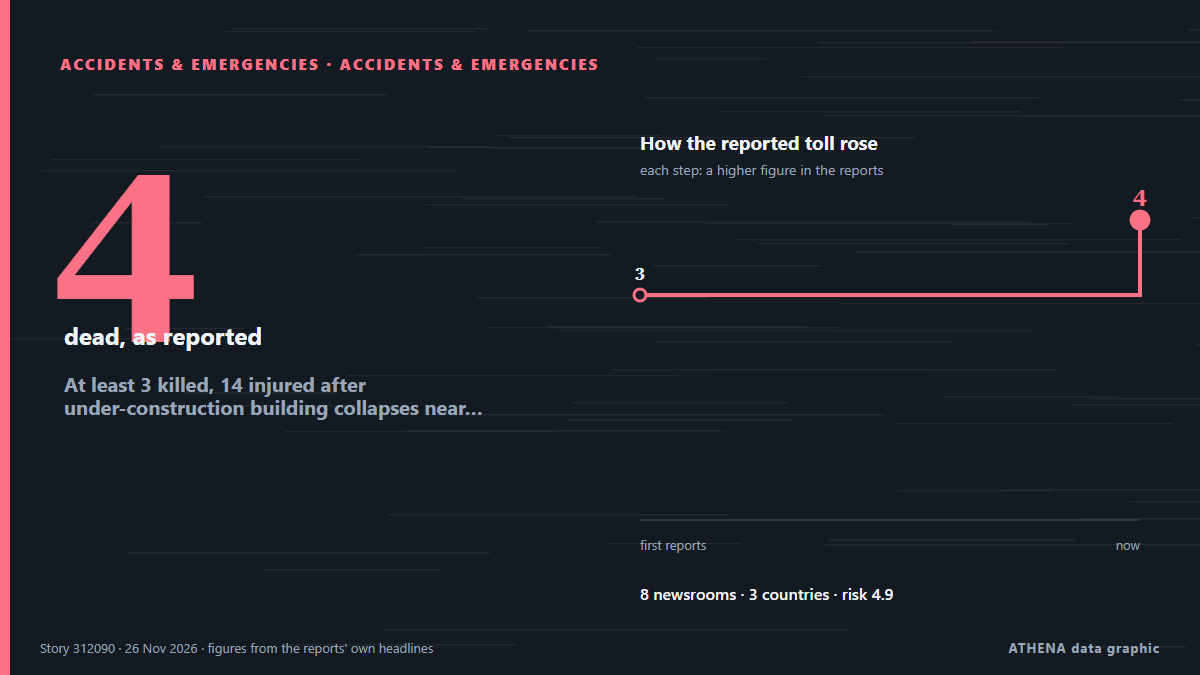 ACCIDENTS & EMERGENCIES · ACCIDENTS & EMERGENCIES
4
dead, as reported
At least 3 killed, 14 injured after
under-construction building collapses near…
How the reported toll rose
each step: a higher figure in the reports
4
3
first reports
now
8 newsrooms · 3 countries · risk 4.9
Story 312090 · 26 Nov 2026 · figures from the reports' own headlines
ATHENA data graphic